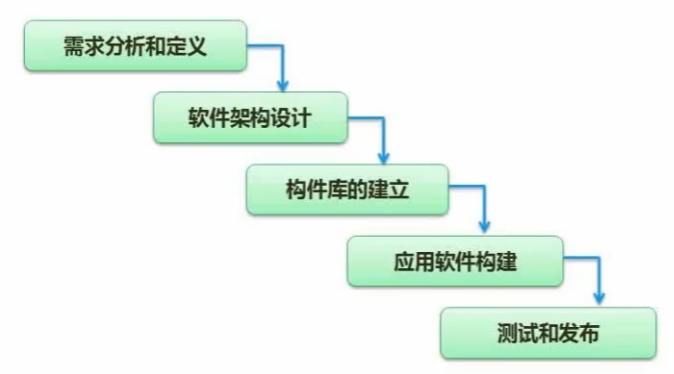 需求分析和定义
软件架构设计
构件库的建立
应用软件构建
测试和发布